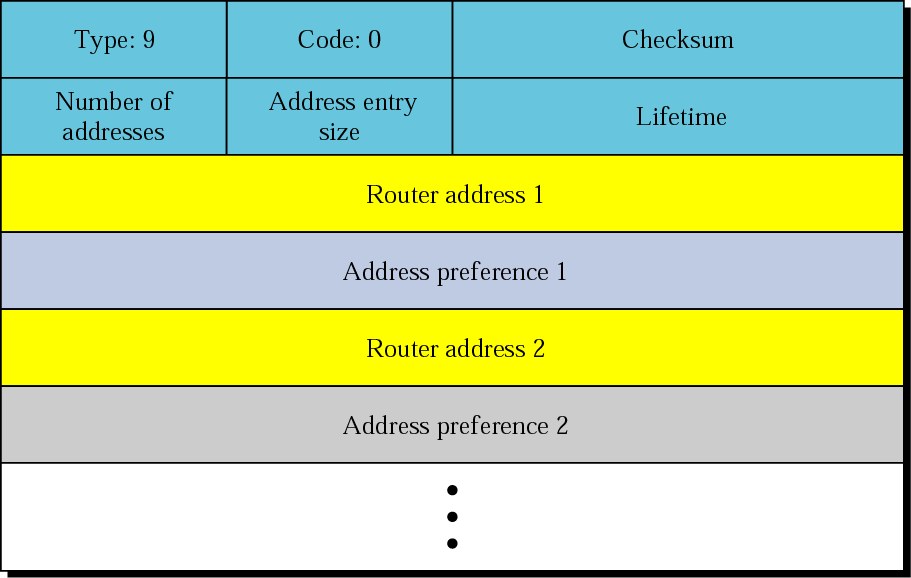 Type: 9
Code: 0
Checksum
Number of
addresses
Address entry
size
Lifetime
Router address 1
Address preference 1
Router address 2
Address preference 2